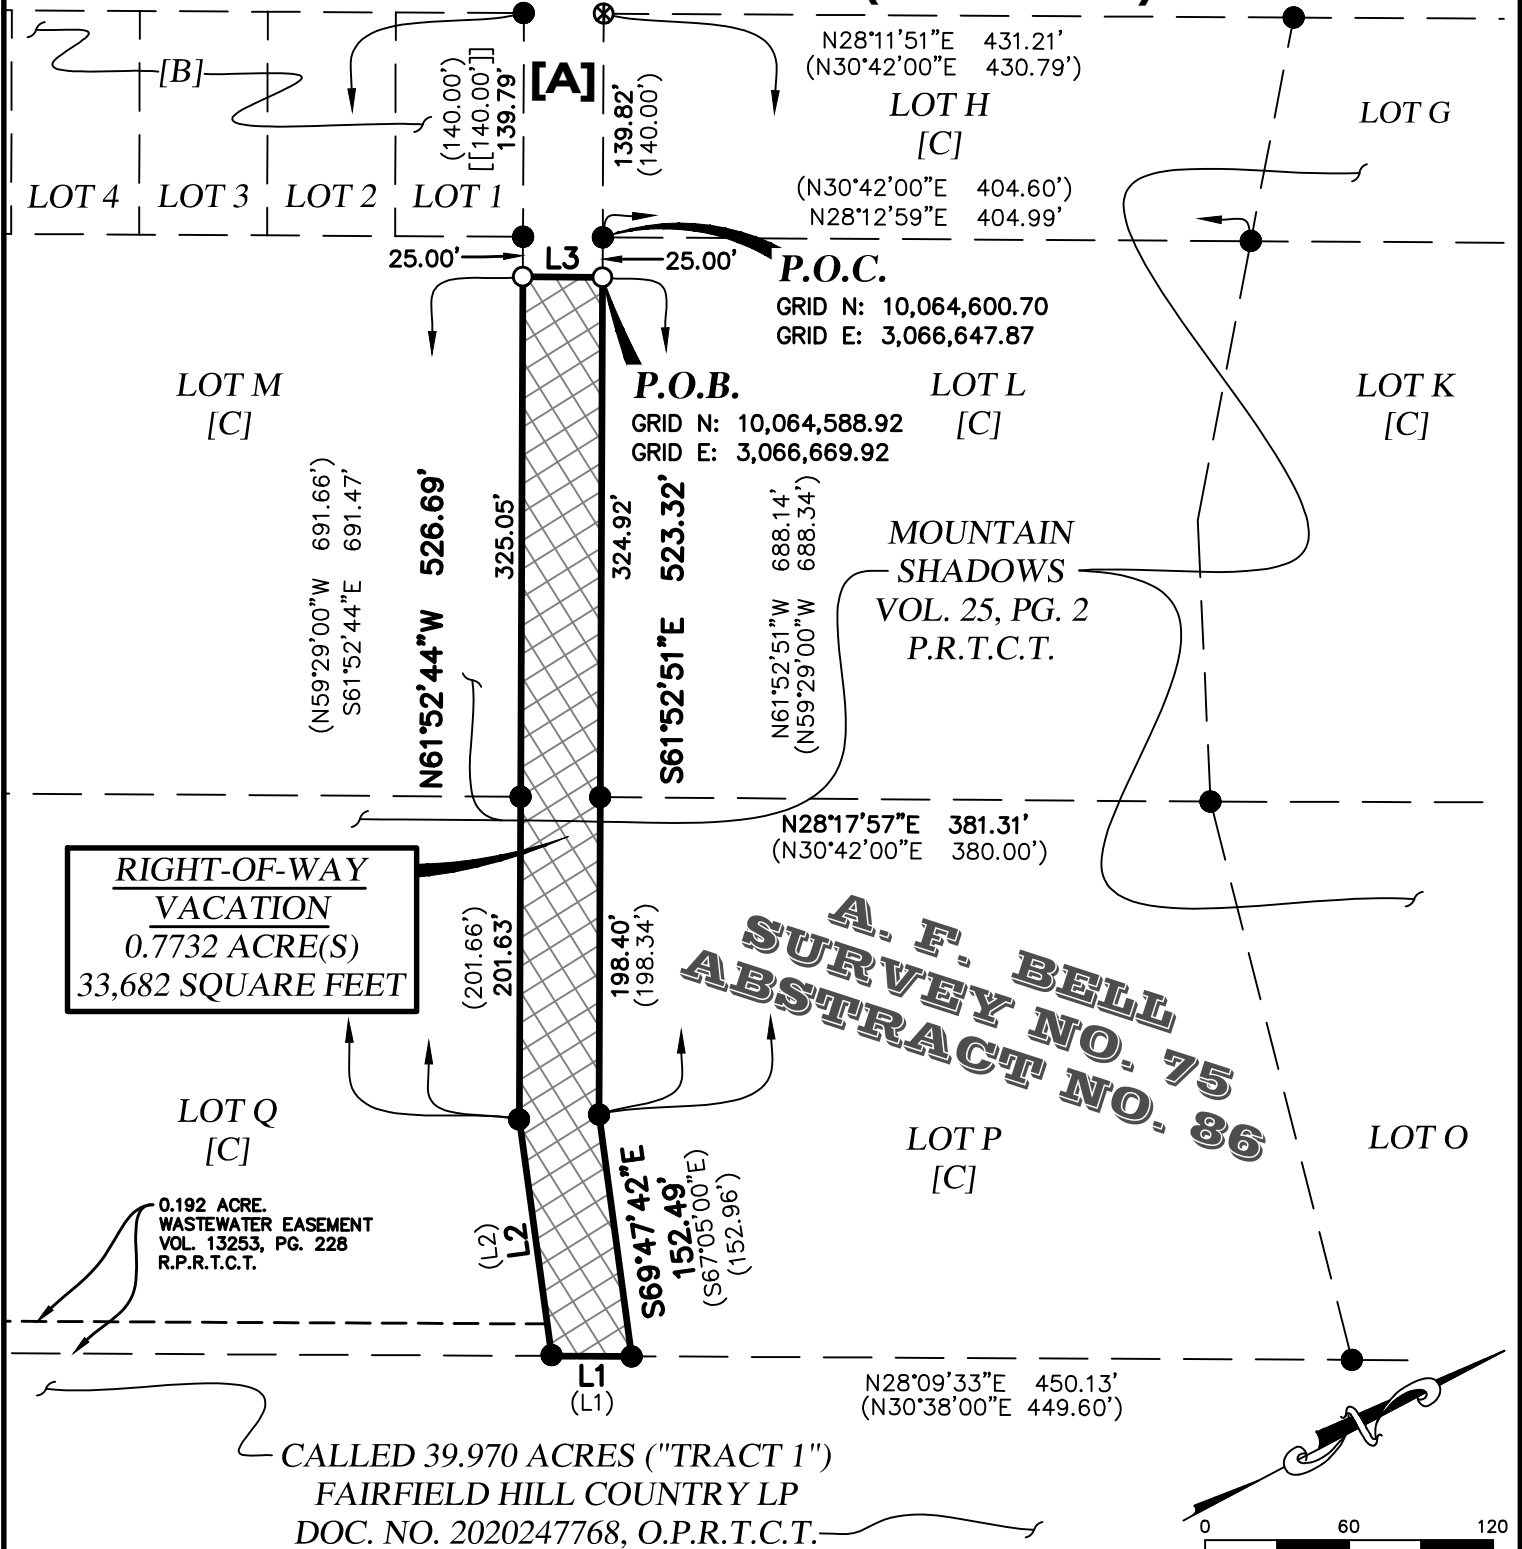 [A]
[B]
(140.00')
[[140.00']]
139.79'
139.82'
(140.00')
N28°11'51"E 431.21'
(N30°42'00"E 430.79')
LOT H
[C]
LOT G
LOT 4
LOT 3
LOT 2
LOT 1
(N30°42'00"E 404.60')
N28°12'59"E 404.99'
25.00'
L3
25.00'
P.O.C.
GRID N: 10,064,600.70
GRID E: 3,066,647.87
P.O.B.
GRID N: 10,064,588.92
GRID E: 3,066,669.92
LOT M
[C]
LOT L
[C]
LOT K
[C]
(N59°29'00"W 691.66')
S61°52'44"E 691.47'
N61°52'44"W 526.69'
325.05'
324.92'
S61°52'51"E 523.32'
N61°52'51"W 688.14'
(N59°29'00"W 688.34')
MOUNTAIN
SHADOWS
VOL. 25, PG. 2
P.R.T.C.T.
N28°17'57"E 381.31'
(N30°42'00"E 380.00')
RIGHT-OF-WAY
VACATION
0.7732 ACRE(S)
33,682 SQUARE FEET
(201.66')
201.63'
198.40'
(198.34')
A. F. BELL
SURVEY NO. 75
ABSTRACT NO. 86
LOT Q
[C]
LOT P
[C]
LOT O
0.192 ACRE.
WASTEWATER EASEMENT
VOL. 13253, PG. 228
R.P.R.T.C.T.
(L2)
L2
S69°47'42"E
152.49'
(S67°05'00"E)
(152.96')
L1
(L1)
N28°09'33"E 450.13'
(N30°38'00"E 449.60')
CALLED 39.970 ACRES ("TRACT 1")
FAIRFIELD HILL COUNTRY LP
DOC. NO. 2020247768, O.P.R.T.C.T.
N
0 60 120